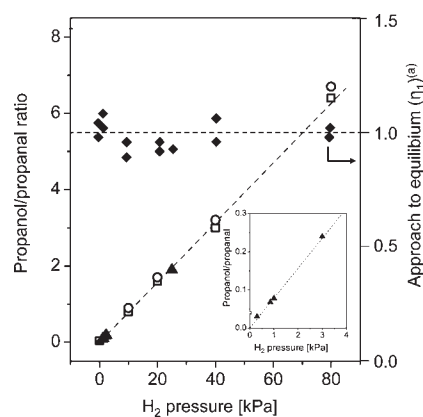 1.5
8
6
4
2
0
Propanol/propanal ratio
1.0
0.5
0.0
Approach to equilibium (η₁)⁽ᵃ⁾
0.3
0.2
0.1
0.0
Propanol/propanal
0 1 2 3 4
H₂ pressure [kPa]
0 20 40 60 80
H₂ pressure [kPa]